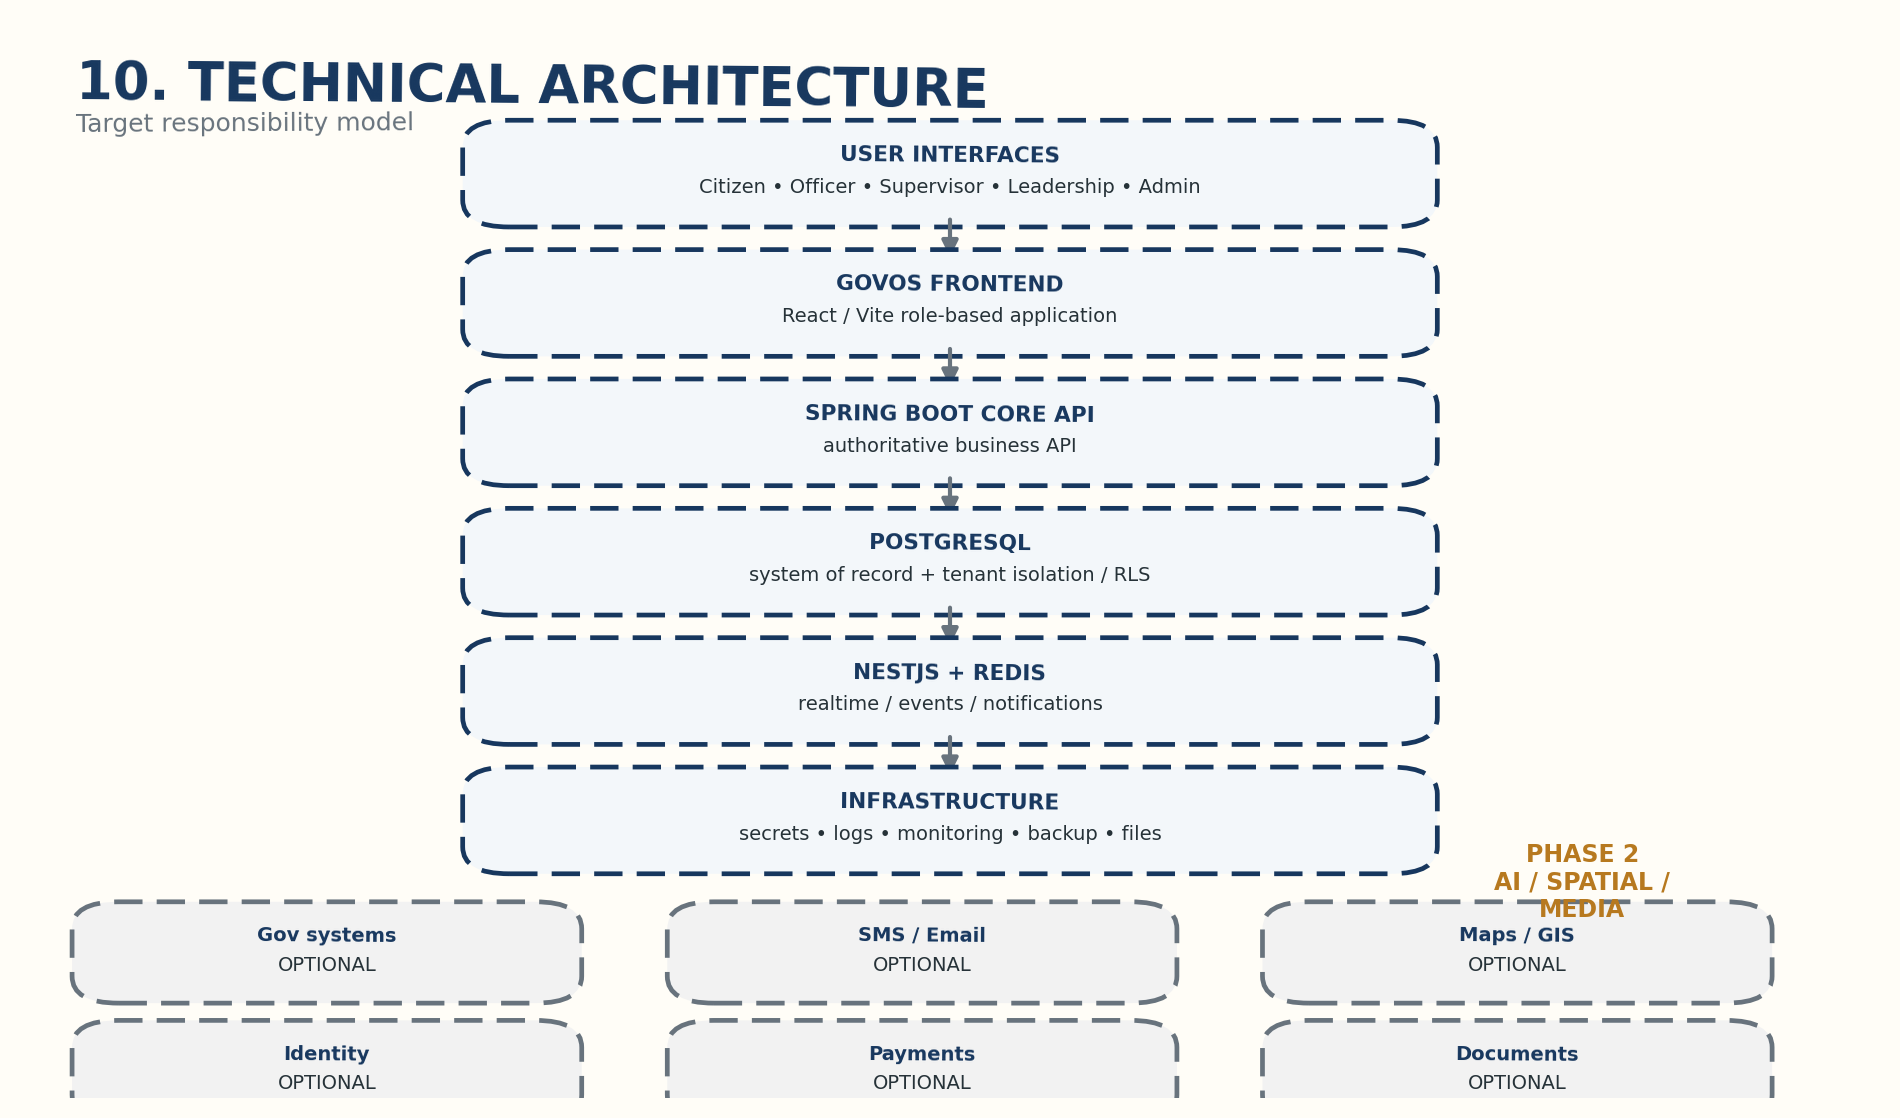 10. TECHNICAL ARCHITECTURE
Target responsibility model
USER INTERFACES
Citizen • Officer • Supervisor • Leadership • Admin
GOVOS FRONTEND
React / Vite role-based application
SPRING BOOT CORE API
authoritative business API
POSTGRESQL
system of record + tenant isolation / RLS
NESTJS + REDIS
realtime / events / notifications
INFRASTRUCTURE
secrets • logs • monitoring • backup • files
PHASE 2
AI / SPATIAL /
MEDIA
Gov systems
OPTIONAL
SMS / Email
OPTIONAL
Maps / GIS
OPTIONAL
Identity
OPTIONAL
Payments
OPTIONAL
Documents
OPTIONAL